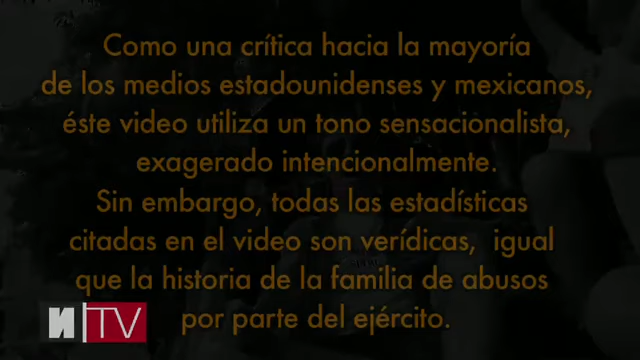 Como una crítica hacia la mayoría
de los medios estadounidenses y mexicanos,
éste video utiliza un tono sensacionalista,
exagerado intencionalmente.
Sin embargo, todas las estadísticas
citadas en el video son verídicas, igual
que la historia de la familia de abusos
por parte del ejército.
И TV